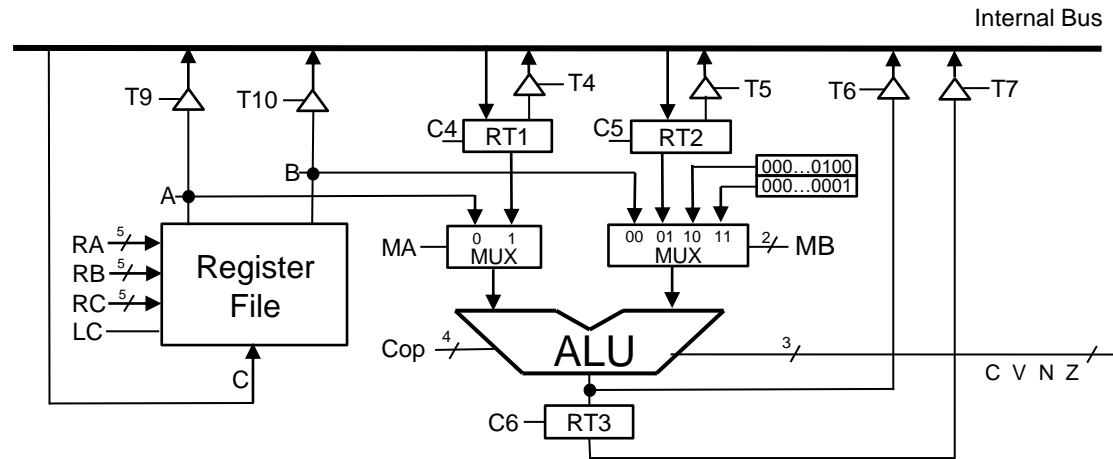 Internal Bus
T9
T10
T4
T5
T6
T7
C4
RT1
C5
RT2
000...0100
000...0001
B
A
RA
5
RB
5
RC
5
LC
Register
File
C
MA
0 1
MUX
00 01 10 11
MUX
2
MB
Cop
4
ALU
3
C V N Z
C6
RT3